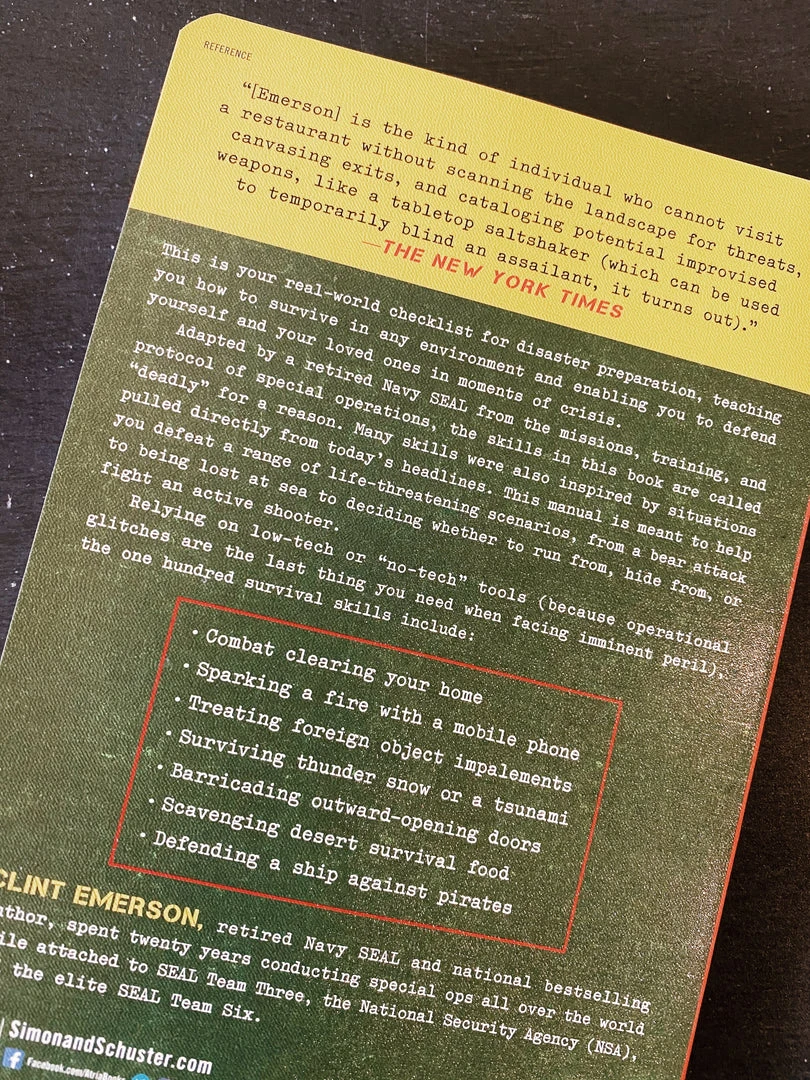 REFERENCE
“[Emerson] is the kind of individual who cannot visit
a restaurant without scanning the landscape for threats,
canvasing exits, and cataloging potential improvised
weapons, like a tabletop saltshaker (which can be used
to temporarily blind an assailant, it turns out).”
—THE NEW YORK TIMES
This is your real-world checklist for disaster preparation, teaching
you how to survive in any environment and enabling you to defend
yourself and your loved ones in moments of crisis.
Adapted by a retired Navy SEAL from the missions, training, and
protocol of special operations, the skills in this book are called
“deadly” for a reason. Many skills were also inspired by situations
pulled directly from today’s headlines. This manual is meant to help
you defeat a range of life-threatening scenarios, from a bear attack
to being lost at sea to deciding whether to run from, hide from, or
fight an active shooter.
Relying on low-tech or “no-tech” tools (because operational
glitches are the last thing you need when facing imminent peril),
the one hundred survival skills include:
• Combat clearing your home
• Sparking a fire with a mobile phone
• Treating foreign object impalements
• Surviving thunder snow or a tsunami
• Barricading outward-opening doors
• Scavenging desert survival food
• Defending a ship against pirates
CLINT EMERSON, retired Navy SEAL and national bestselling
uthor, spent twenty years conducting special ops all over the world
ile attached to SEAL Team Three, the National Security Agency (NSA),
the elite SEAL Team Six.
| SimonandSchuster.com
Facebook.com/AtriaBooks